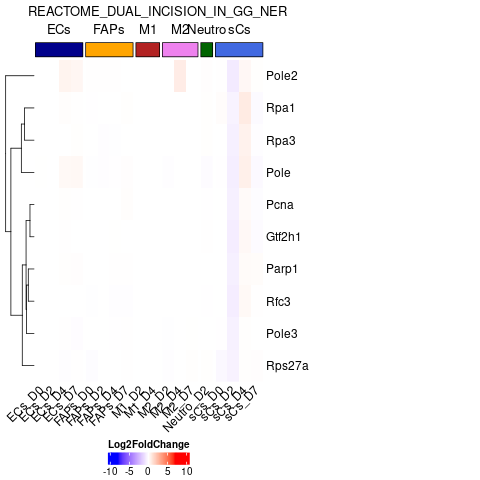 REACTOME_DUAL_INCISION_IN_GG_NER
ECs FAPs M1 M2 Neutro sCs
Pole2
Rpa1
Rpa3
Pole
Pcna
Gtf2h1
Parp1
Rfc3
Pole3
Rps27a
ECs_D0 ECs_D2 ECs_D4 ECs_D7 FAPs_D0 FAPs_D2 FAPs_D4 FAPs_D7 M1_D2 M1_D4 M2_D2 M2_D4 M2_D7 Neutro_D2 sCs_D0 sCs_D2 sCs_D4 sCs_D7
Log2FoldChange
-10 -5 0 5 10